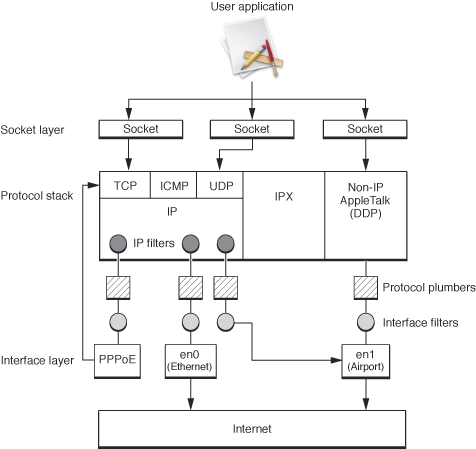 User application
Socket layer
Socket
Socket
Socket
Protocol stack
TCP
ICMP
UDP
IP
IP filters
IPX
Non-IP
AppleTalk
(DDP)
Protocol plumbers
Interface filters
Interface layer
PPPoE
en0
(Ethernet)
en1
(Airport)
Internet